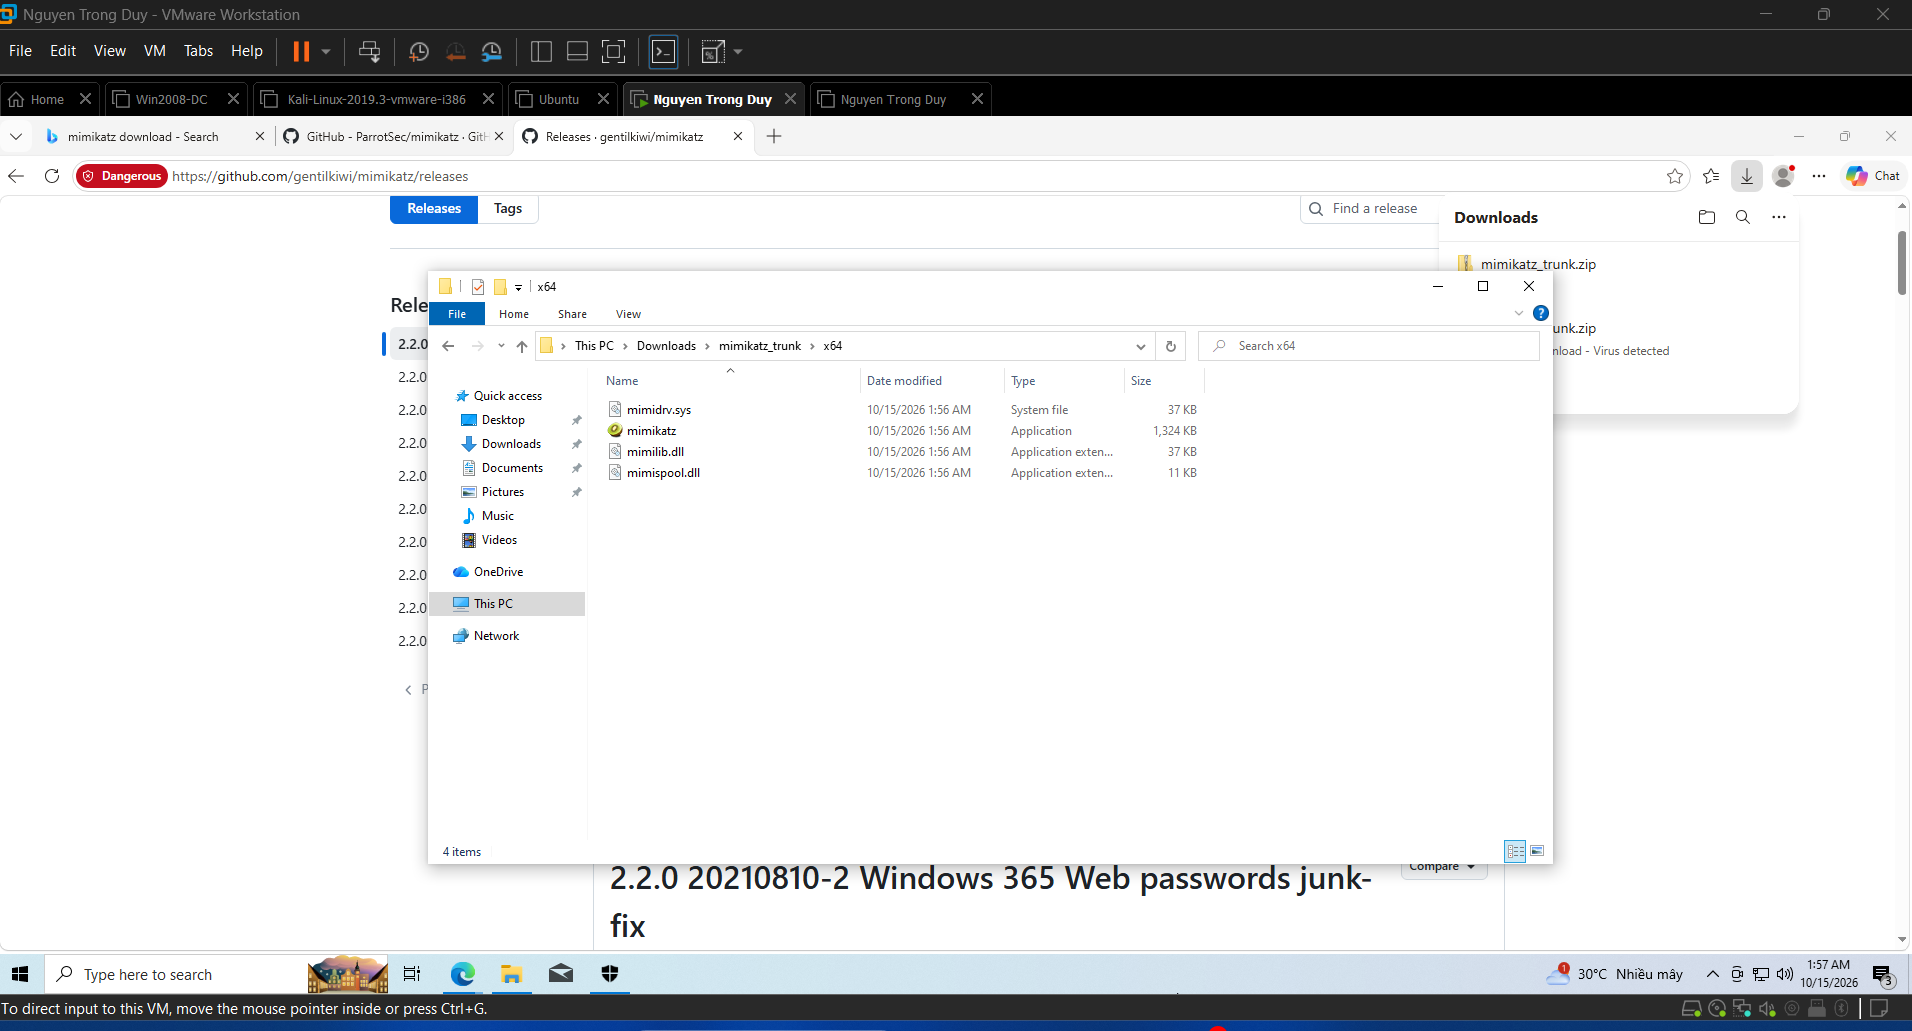 Nguyen Trong Duy - VMware Workstation
File Edit View VM Tabs Help
Home Win2008-DC Kali-Linux-2019.3-vmware-i386 Ubuntu Nguyen Trong Duy Nguyen Trong Duy
mimikatz download - Search GitHub - ParrotSec/mimikatz · GitH Releases · gentilkiwi/mimikatz
Dangerous https://github.com/gentilkiwi/mimikatz/releases Chat
Releases Tags Find a release
Downloads
mimikatz_trunk.zip
unk.zip
nload - Virus detected
Rele
2.2.0
2.2.0
2.2.0
2.2.0
2.2.0
2.2.0
2.2.0
2.2.0
2.2.0
2.2.0
P
x64
File Home Share View
This PC Downloads mimikatz_trunk x64 Search x64
Quick access
Desktop
Downloads
Documents
Pictures
Music
Videos
OneDrive
This PC
Network
Name Date modified Type Size
mimidrv.sys 10/15/2026 1:56 AM System file 37 KB
mimikatz 10/15/2026 1:56 AM Application 1,324 KB
mimilib.dll 10/15/2026 1:56 AM Application exten... 37 KB
mimispool.dll 10/15/2026 1:56 AM Application exten... 11 KB
4 items
Compare
2.2.0 20210810-2 Windows 365 Web passwords junk-
fix
Type here to search
1 30°C Nhiều mây
1:57 AM
10/15/2026
3
To direct input to this VM, move the mouse pointer inside or press Ctrl+G.